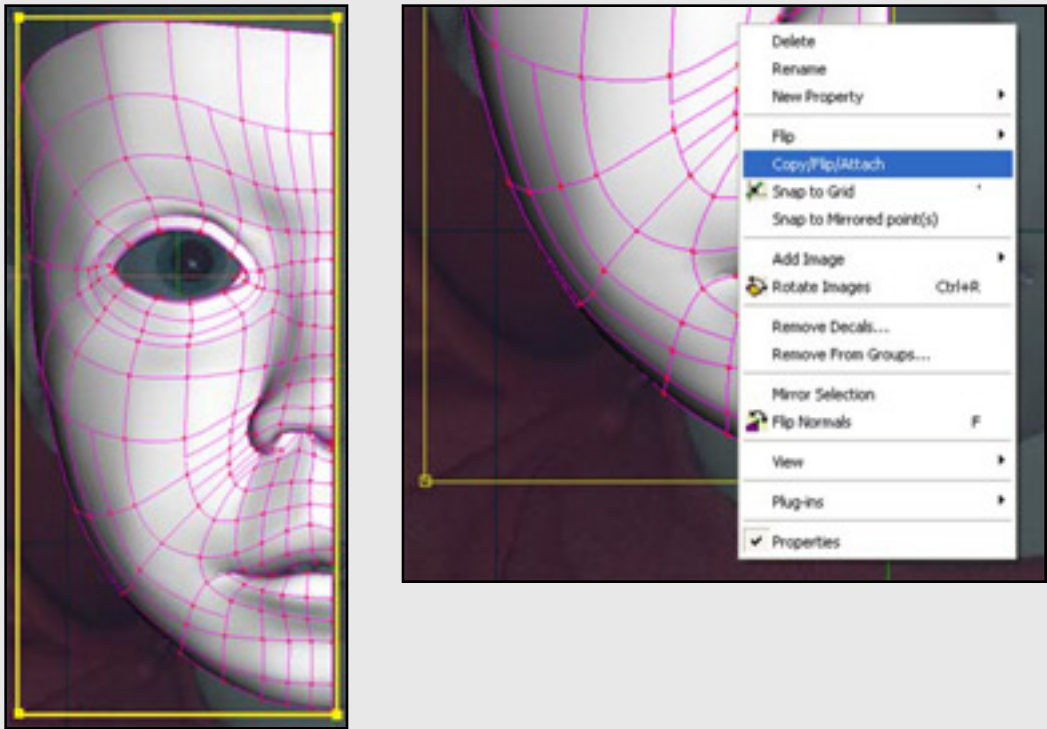 Delete
Rename
New Property
Flip
Copy/Flip/Attach
Snap to Grid '
Snap to Mirrored point(s)
Add Image
Rotate Images Ctrl+R
Remove Decals...
Remove From Groups...
Mirror Selection
Flip Normals F
View
Plug-ins
Properties